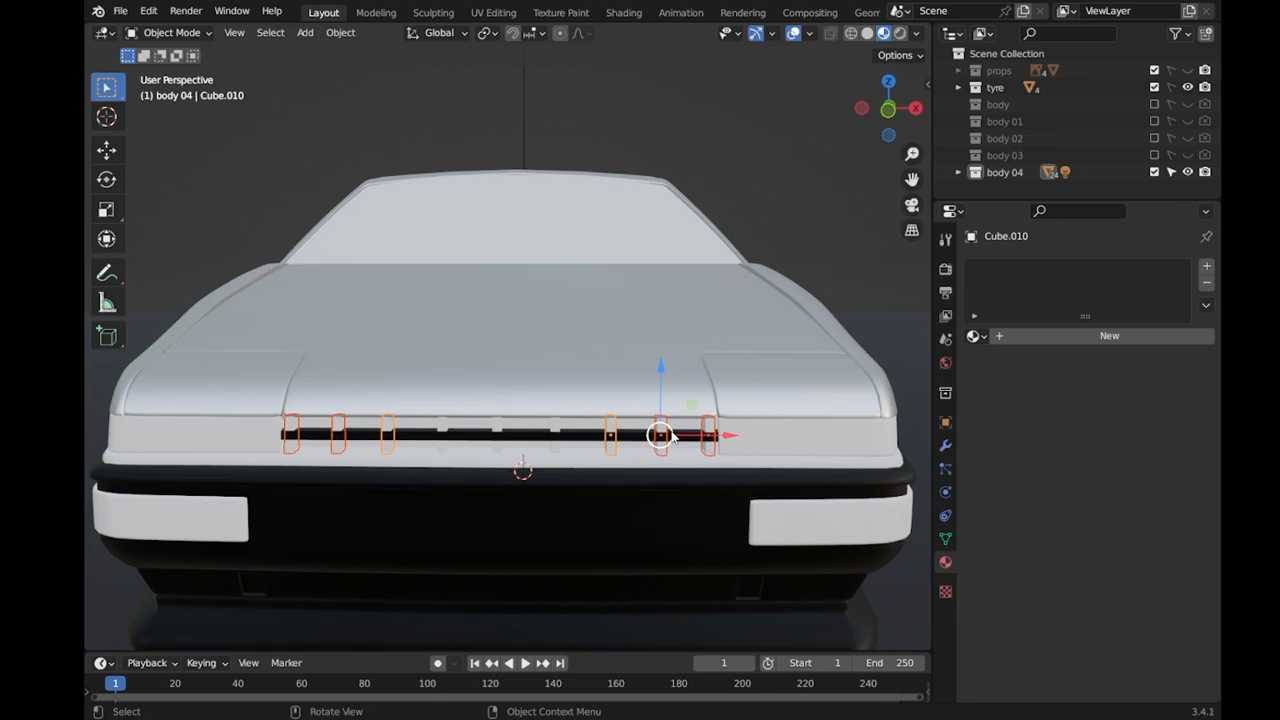 File Edit Render Window Help Layout Modeling Sculpting UV Editing Texture Paint Shading Animation Rendering Compositing Geom Scene ViewLayer
Object Mode View Select Add Object Global
Options
User Perspective
(1) body 04 | Cube.010
Z
X
Scene Collection
props 4
tyre 4
body
body 01
body 02
body 03
body 04 24
Cube.010
New
Playback Keying View Marker 1 Start 1 End 250
1 20 40 60 80 100 120 140 160 180 200 220 240
Select Rotate View Object Context Menu 3.4.1